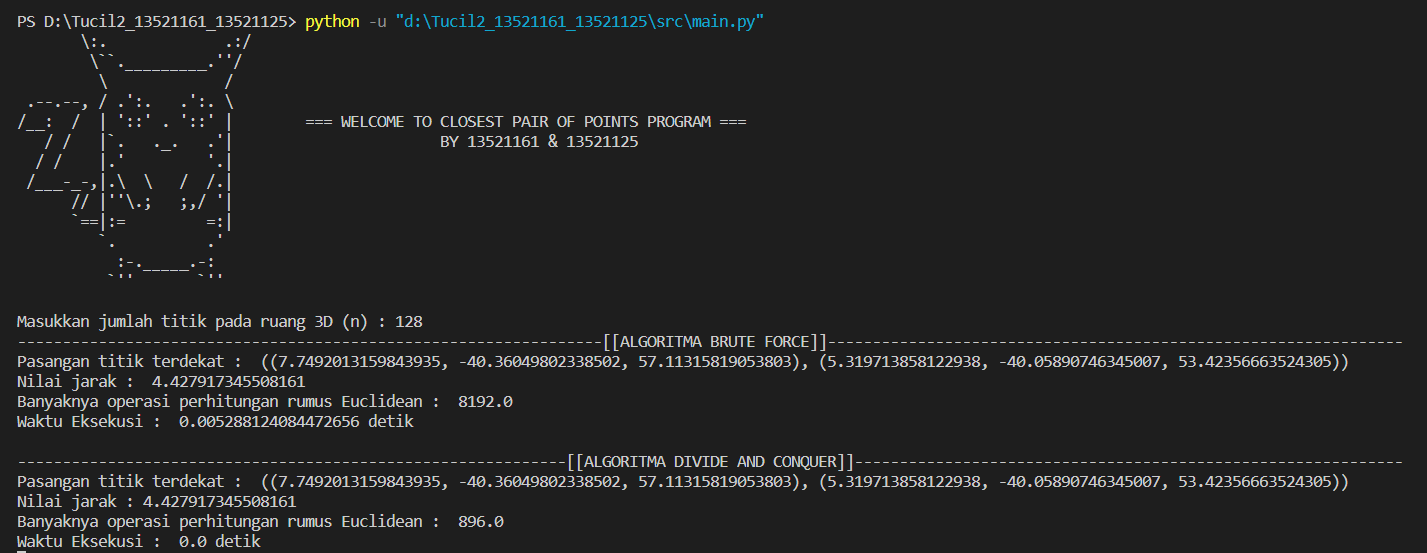 PS D:\Tucil2_13521161_13521125> python -u "d:\Tucil2_13521161_13521125\src\main.py"
=== WELCOME TO CLOSEST PAIR OF POINTS PROGRAM ===
BY 13521161 & 13521125
Masukkan jumlah titik pada ruang 3D (n) : 128
-----------------------------------------------------------------[[ALGORITMA BRUTE FORCE]]----------------------------------------------------------------
Pasangan titik terdekat :  ((7.7492013159843935, -40.36049802338502, 57.11315819053803), (5.319713858122938, -40.05890746345007, 53.42356663524305))
Nilai jarak :  4.427917345508161
Banyaknya operasi perhitungan rumus Euclidean :  8192.0
Waktu Eksekusi :  0.005288124084472656 detik
-------------------------------------------------------------[[ALGORITMA DIVIDE AND CONQUER]]-------------------------------------------------------------
Pasangan titik terdekat :  ((7.7492013159843935, -40.36049802338502, 57.11315819053803), (5.319713858122938, -40.05890746345007, 53.42356663524305))
Nilai jarak : 4.427917345508161
Banyaknya operasi perhitungan rumus Euclidean :  896.0
Waktu Eksekusi :  0.0 detik